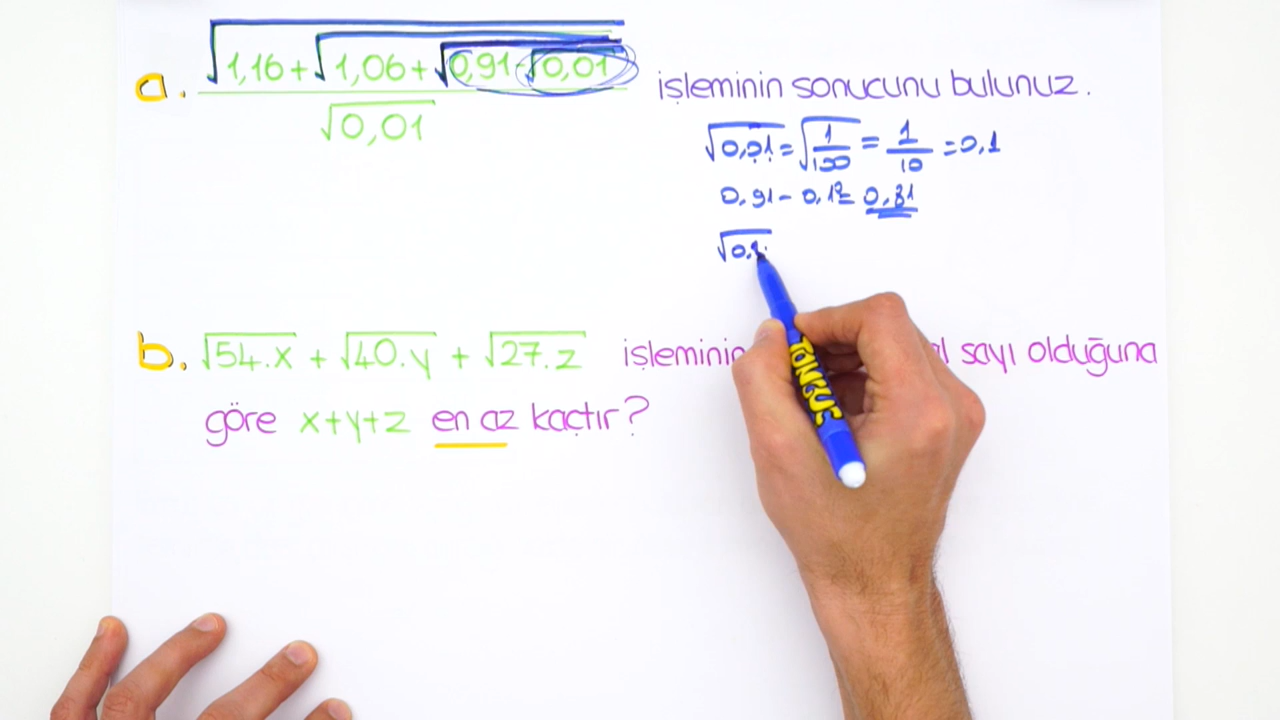 a. √1,16+√1,06+√0,91-√0,01 işleminin sonucunu bulunuz.
√0,01
√0,01 = √1/100 = 1/10 = 0,1
0,91 - 0,10 = 0,81
√0,8
b. √54.x + √40.y + √27.z işleminin sayı olduğuna
göre x+y+z en az kaçtır?
TONGUÇ